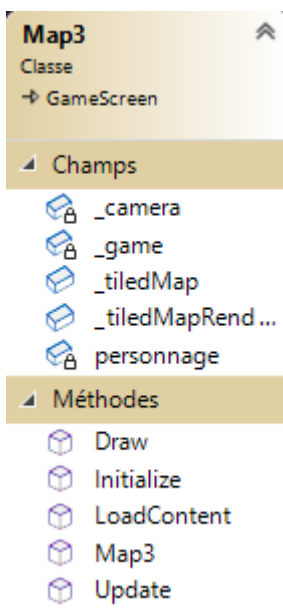 Map3
Classe
GameScreen
Champs
_camera
_game
_tiledMap
_tiledMapRend ...
personnage
Méthodes
Draw
Initialize
LoadContent
Map3
Update